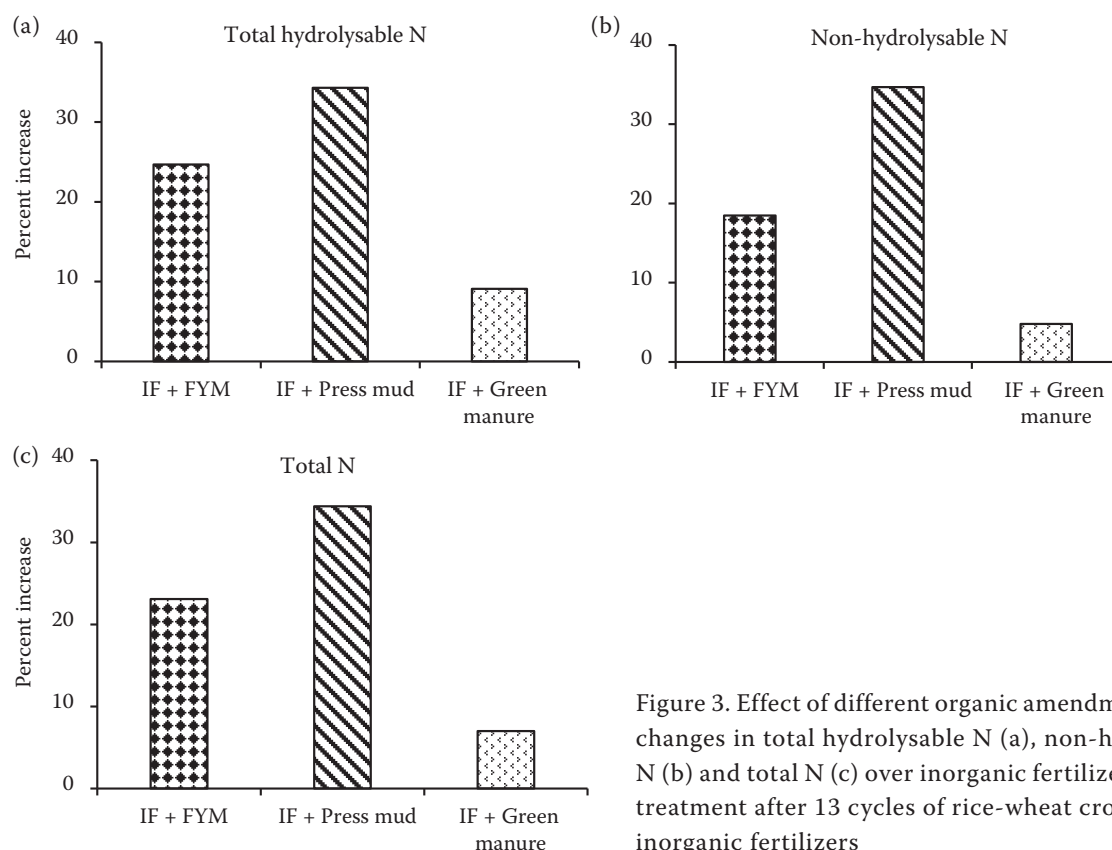 (a)
Total hydrolysable N
Percent increase
40
30
20
10
0
IF + FYM
IF + Press mud
IF + Green
manure
(b)
Non-hydrolysable N
40
30
20
10
0
IF + FYM
IF + Press mud
IF + Green
manure
(c)
Total N
Percent increase
40
30
20
10
0
IF + FYM
IF + Press mud
IF + Green
manure
Figure 3. Effect of different organic amendm
changes in total hydrolysable N (a), non-h
N (b) and total N (c) over inorganic fertilize
treatment after 13 cycles of rice-wheat cro
inorganic fertilizers